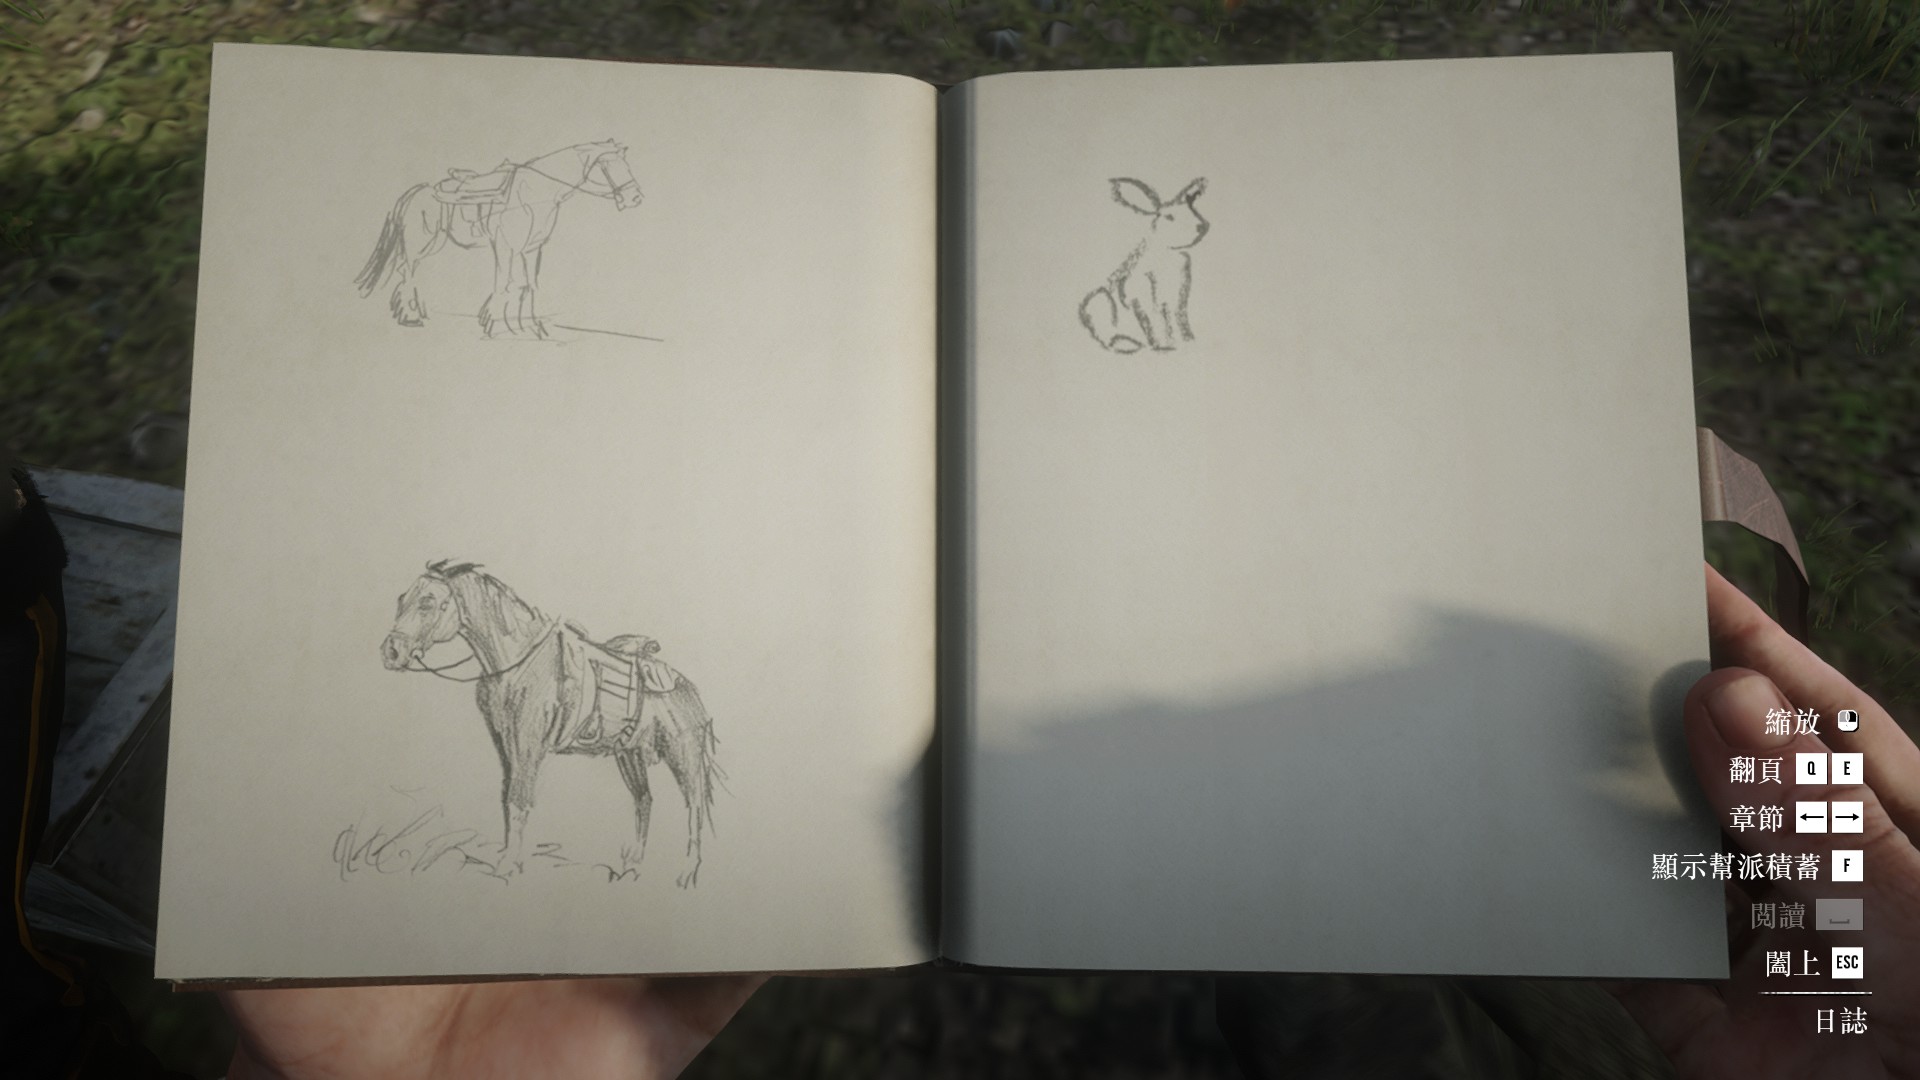 縮放
翻頁 Q E
章節 ← →
顯示幫派積蓄 F
閱讀
闔上 ESC
日誌